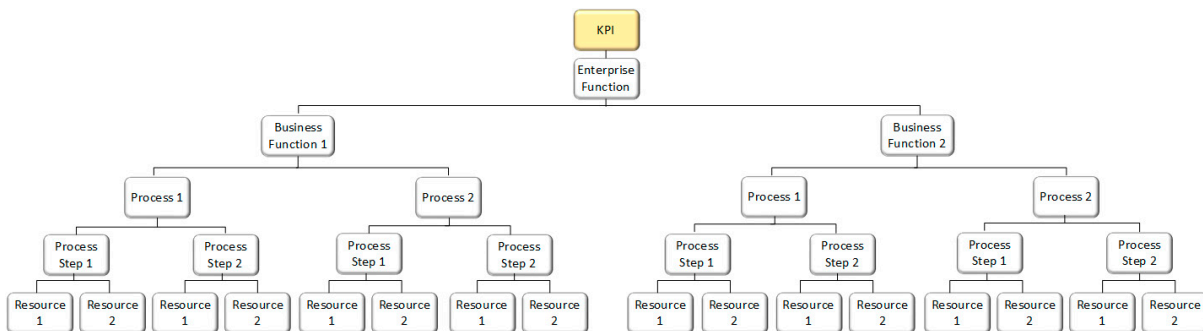 KPI
Enterprise
Function
Business
Function 1
Business
Function 2
Process 1
Process 2
Process 1
Process 2
Process
Step 1
Process
Step 2
Process
Step 1
Process
Step 2
Process
Step 1
Process
Step 2
Process
Step 1
Process
Step 2
Resource
1
Resource
2
Resource
1
Resource
2
Resource
1
Resource
2
Resource
1
Resource
2
Resource
1
Resource
2
Resource
1
Resource
2
Resource
1
Resource
2
Resource
1
Resource
2